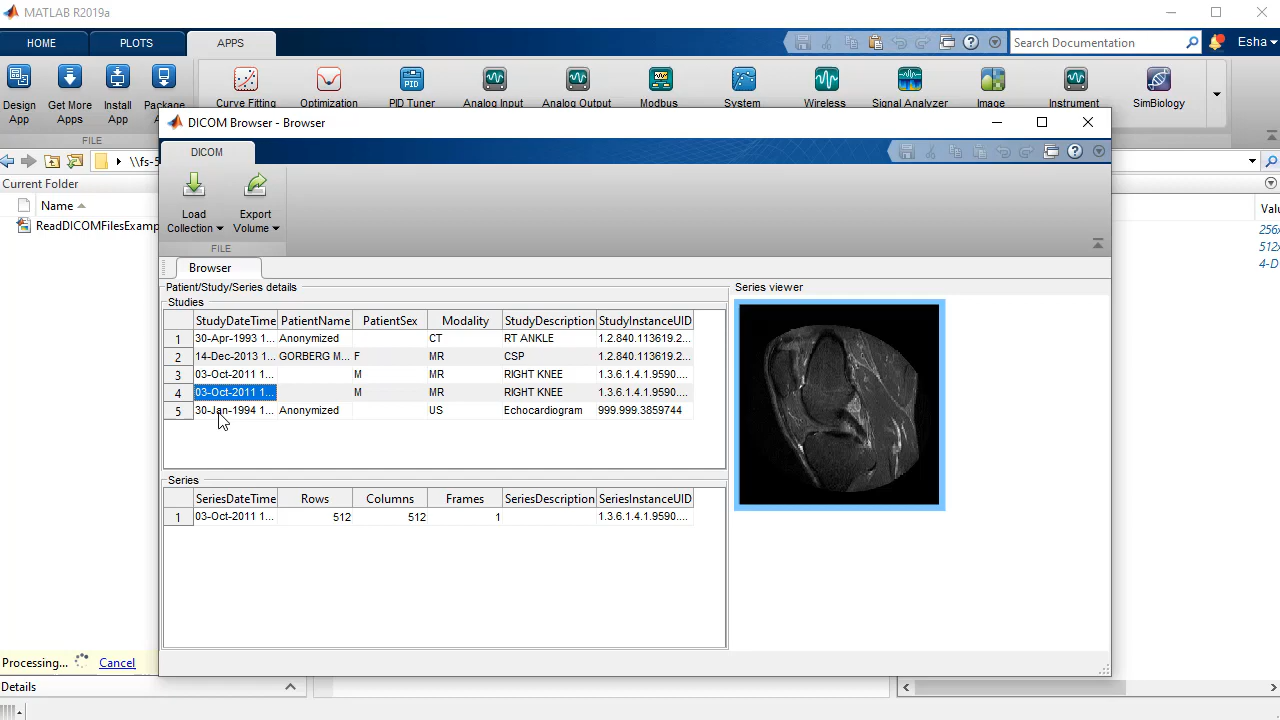 MATLAB R2019a
HOME PLOTS APPS
Search Documentation
Esha
Design App
Get More Apps
Install App
Package
FILE
Curve Fitting
Optimization
PID Tuner
Analog Input
Analog Output
Modbus
System
Wireless
Signal Analyzer
Image
Instrument
SimBiology
\\fs-5
Current Folder
Name
ReadDICOMFilesExamp
Value
256x
512x
4-D
DICOM Browser - Browser
DICOM
Load Collection
Export Volume
FILE
Browser
Patient/Study/Series details
Studies
StudyDateTime PatientName PatientSex Modality StudyDescription StudyInstanceUID
1 30-Apr-1993 1... Anonymized CT RT ANKLE 1.2.840.113619.2...
2 14-Dec-2013 1... GORBERG M... F MR CSP 1.2.840.113619.2...
3 03-Oct-2011 1... M MR RIGHT KNEE 1.3.6.1.4.1.9590....
4 03-Oct-2011 1... M MR RIGHT KNEE 1.3.6.1.4.1.9590....
5 30-Jan-1994 1... Anonymized US Echocardiogram 999.999.3859744
Series
SeriesDateTime Rows Columns Frames SeriesDescription SeriesInstanceUID
1 03-Oct-2011 1... 512 512 1 1.3.6.1.4.1.9590....
Series viewer
Processing... Cancel
Details